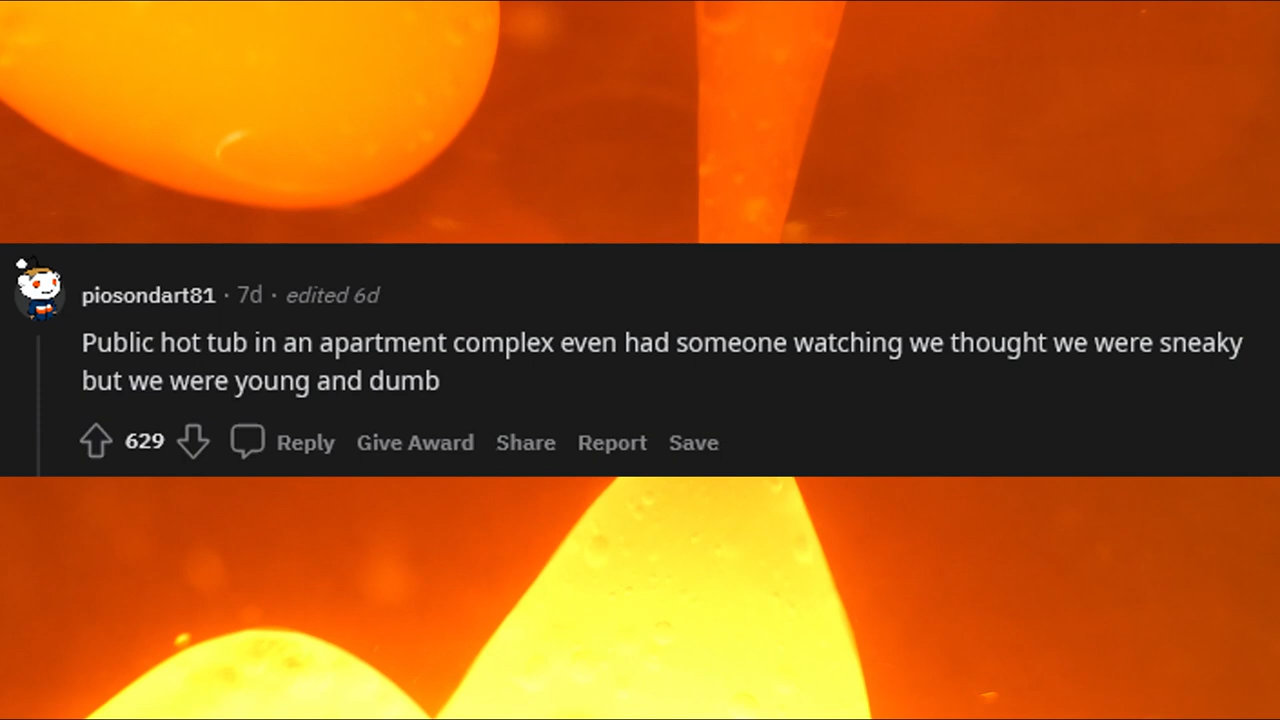 piosondart81 · 7d · edited 6d
Public hot tub in an apartment complex even had someone watching we thought we were sneaky
but we were young and dumb
629 Reply Give Award Share Report Save